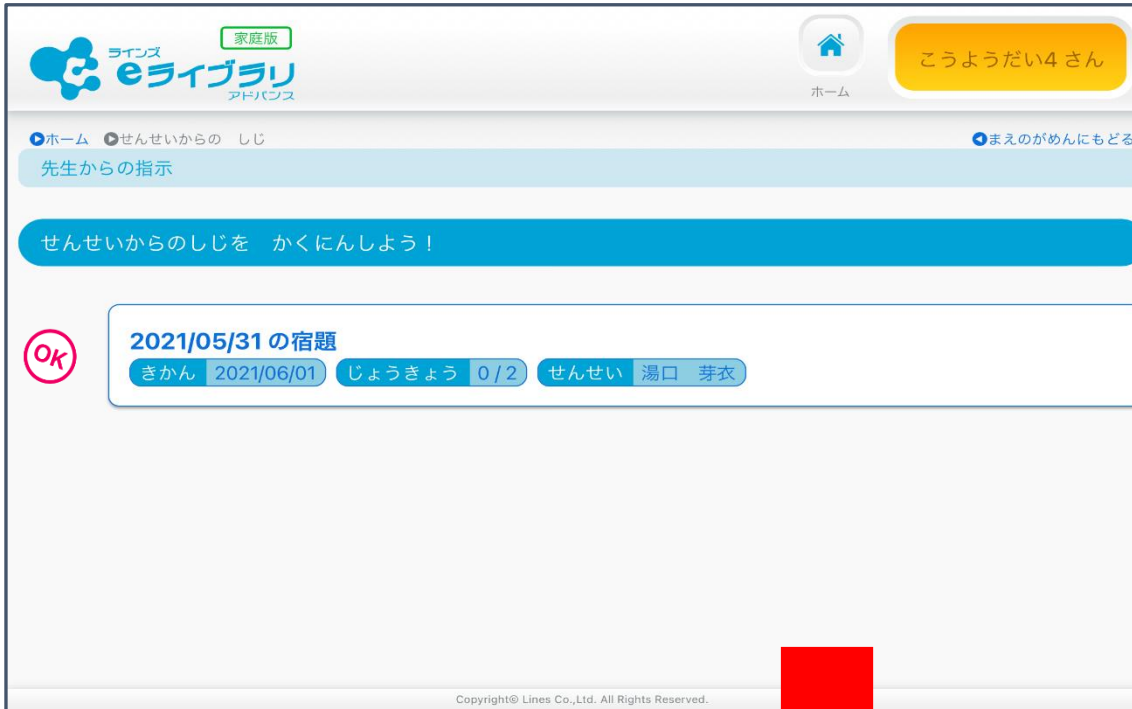 家庭版
ラインズ
eライブラリ
アドバンス
ホーム
こうようだい4 さん
ホーム せんせいからの しじ
まえのがめんにもどる
先生からの指示
せんせいからのしじを かくにんしよう！
OK
2021/05/31 の宿題
きかん 2021/06/01 じょうきょう 0 / 2 せんせい 湯口 芽衣
Copyright© Lines Co.,Ltd. All Rights Reserved.